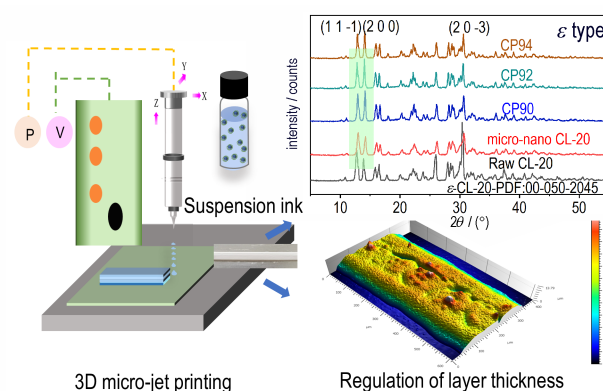 P
V
Y
X
Z
Suspension ink
3D micro-jet printing
(1 1 -1)(2 0 0)
(2 0 -3)
ε type
CP94
CP92
CP90
micro-nano CL-20
Raw CL-20
ε-CL-20-PDF:00-050-2045
intensity / counts
10
20
30
40
50
2θ / (°)
Regulation of layer thickness